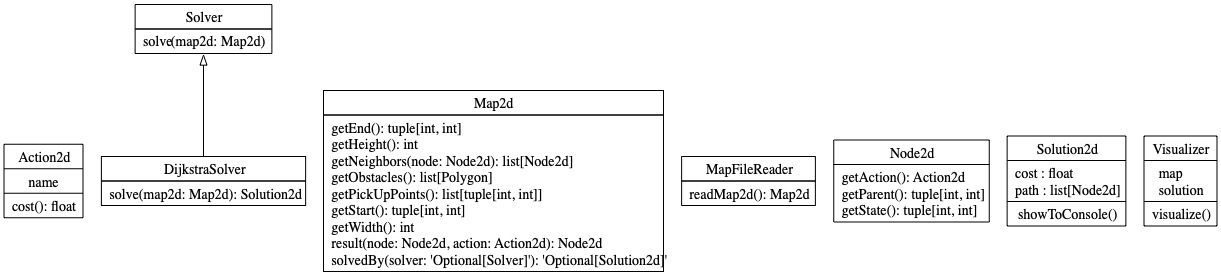 Solver
solve(map2d: Map2d)
Action2d
name
cost(): float
DijkstraSolver
solve(map2d: Map2d): Solution2d
Map2d
getEnd(): tuple[int, int]
getHeight(): int
getNeighbors(node: Node2d): list[Node2d]
getObstacles(): list[Polygon]
getPickUpPoints(): list[tuple[int, int]]
getStart(): tuple[int, int]
getWidth(): int
result(node: Node2d, action: Action2d): Node2d
solvedBy(solver: 'Optional[Solver]'): 'Optional[Solution2d]'
MapFileReader
readMap2d(): Map2d
Node2d
getAction(): Action2d
getParent(): tuple[int, int]
getState(): tuple[int, int]
Solution2d
cost : float
path : list[Node2d]
showToConsole()
Visualizer
map
solution
visualize()